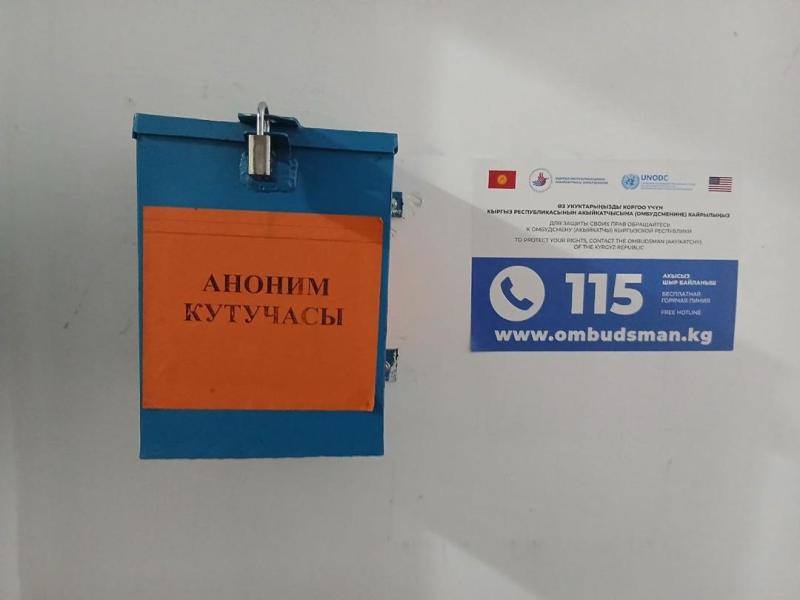 АНОНИМ
КУТУЧАСЫ
UNODC
ӨЗ УКУКТАРЫҢЫЗДЫ КОРГОО ҮЧҮН
КЫРГЫЗ РЕСПУБЛИКАСЫНЫН АКЫЙКАТЧЫСЫНА (ОМБУДСМЕНИНЕ) КАЙРЫЛЫҢЫЗ
ДЛЯ ЗАЩИТЫ СВОИХ ПРАВ ОБРАЩАЙТЕСЬ
К ОМБУДСМЕНУ (АКЫЙКАТЧЫ) КЫРГЫЗСКОЙ РЕСПУБЛИКИ
TO PROTECT YOUR RIGHTS, CONTACT THE OMBUDSMAN (AKYIKATCHY)
OF THE KYRGYZ REPUBLIC
115
АКЫСЫЗ
ШЫР БАЙЛАНЫШ
БЕСПЛАТНАЯ
ГОРЯЧАЯ ЛИНИЯ
FREE HOTLINE
www.ombudsman.kg